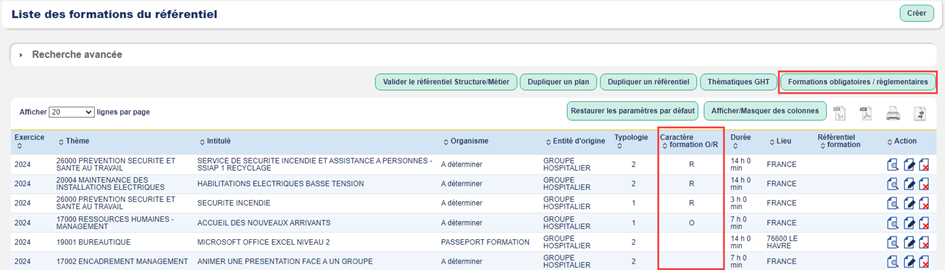 Liste des formations du référentiel
Créer
Recherche avancée
Valider le référentiel Structure/Métier
Dupliquer un plan
Dupliquer un référentiel
Thématiques GHT
Formations obligatoires / réglementaires
Afficher 20 lignes par page
Restaurer les paramètres par défaut
Afficher/Masquer des colonnes
Exercice Thème Intitulé Organisme Entité d'origine Typologie Caractère formation O/R Durée Lieu Référentiel formation Action
2024 26000 PREVENTION SECURITE ET SANTE AU TRAVAIL SERVICE DE SECURITE INCENDIE ET ASSISTANCE A PERSONNES - SSIAP 1 RECYCLAGE A déterminer GROUPE HOSPITALIER 2 R 14 h 0 min FRANCE
2024 20004 MAINTENANCE DES INSTALLATIONS ELECTRIQUES HABILITATIONS ELECTRIQUES BASSE TENSION A déterminer GROUPE HOSPITALIER 2 R 14 h 0 min FRANCE
2024 26000 PREVENTION SECURITE ET SANTE AU TRAVAIL SECURITE INCENDIE A déterminer GROUPE HOSPITALIER 1 R 3 h 0 min FRANCE
2024 17000 RESSOURCES HUMAINES - MANAGEMENT ACCUEIL DES NOUVEAUX ARRIVANTS A déterminer GROUPE HOSPITALIER 1 O 7 h 0 min FRANCE
2024 19001 BUREAUTIQUE MICROSOFT OFFICE EXCEL NIVEAU 2 PASSEPORT FORMATION GROUPE HOSPITALIER 2 14 h 0 min 76600 LE HAVRE
2024 17002 ENCADREMENT MANAGEMENT ANIMER UNE PRESENTATION FACE A UN GROUPE A déterminer GROUPE HOSPITALIER 2 7 h 0 min FRANCE